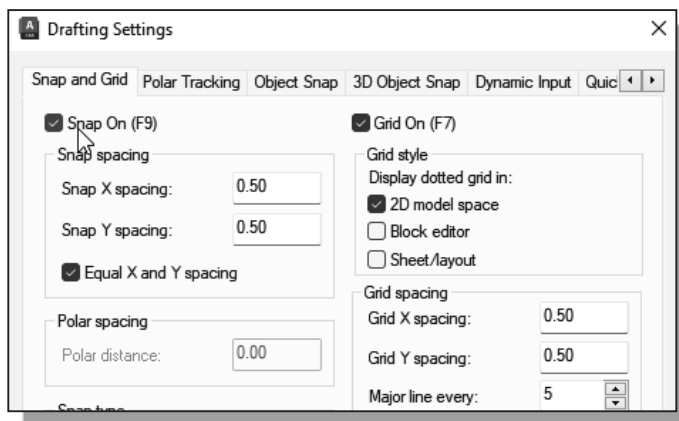 Drafting Settings
Snap and Grid Polar Tracking Object Snap 3D Object Snap Dynamic Input Quic
Snap On (F9)
Snap spacing
Snap X spacing: 0.50
Snap Y spacing: 0.50
Equal X and Y spacing
Polar spacing
Polar distance: 0.00
Snap type
Grid On (F7)
Grid style
Display dotted grid in:
2D model space
Block editor
Sheet/layout
Grid spacing
Grid X spacing: 0.50
Grid Y spacing: 0.50
Major line every: 5